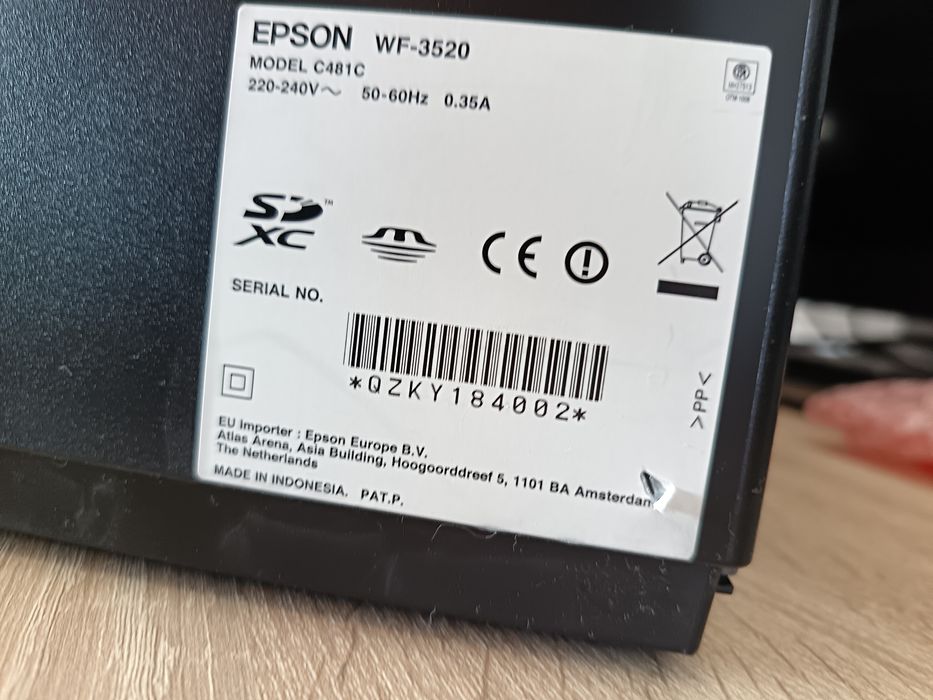 EPSON WF-3520
MODEL C481C
220-240V～ 50-60Hz 0.35A
SD™
XC
CE
SERIAL NO.
*QZKY184002*
>PP<
EU Importer : Epson Europe B.V.
Atlas Arena, Asia Building, Hoogoorddreef 5, 1101 BA Amsterdam
The Netherlands
MADE IN INDONESIA. PAT.P.